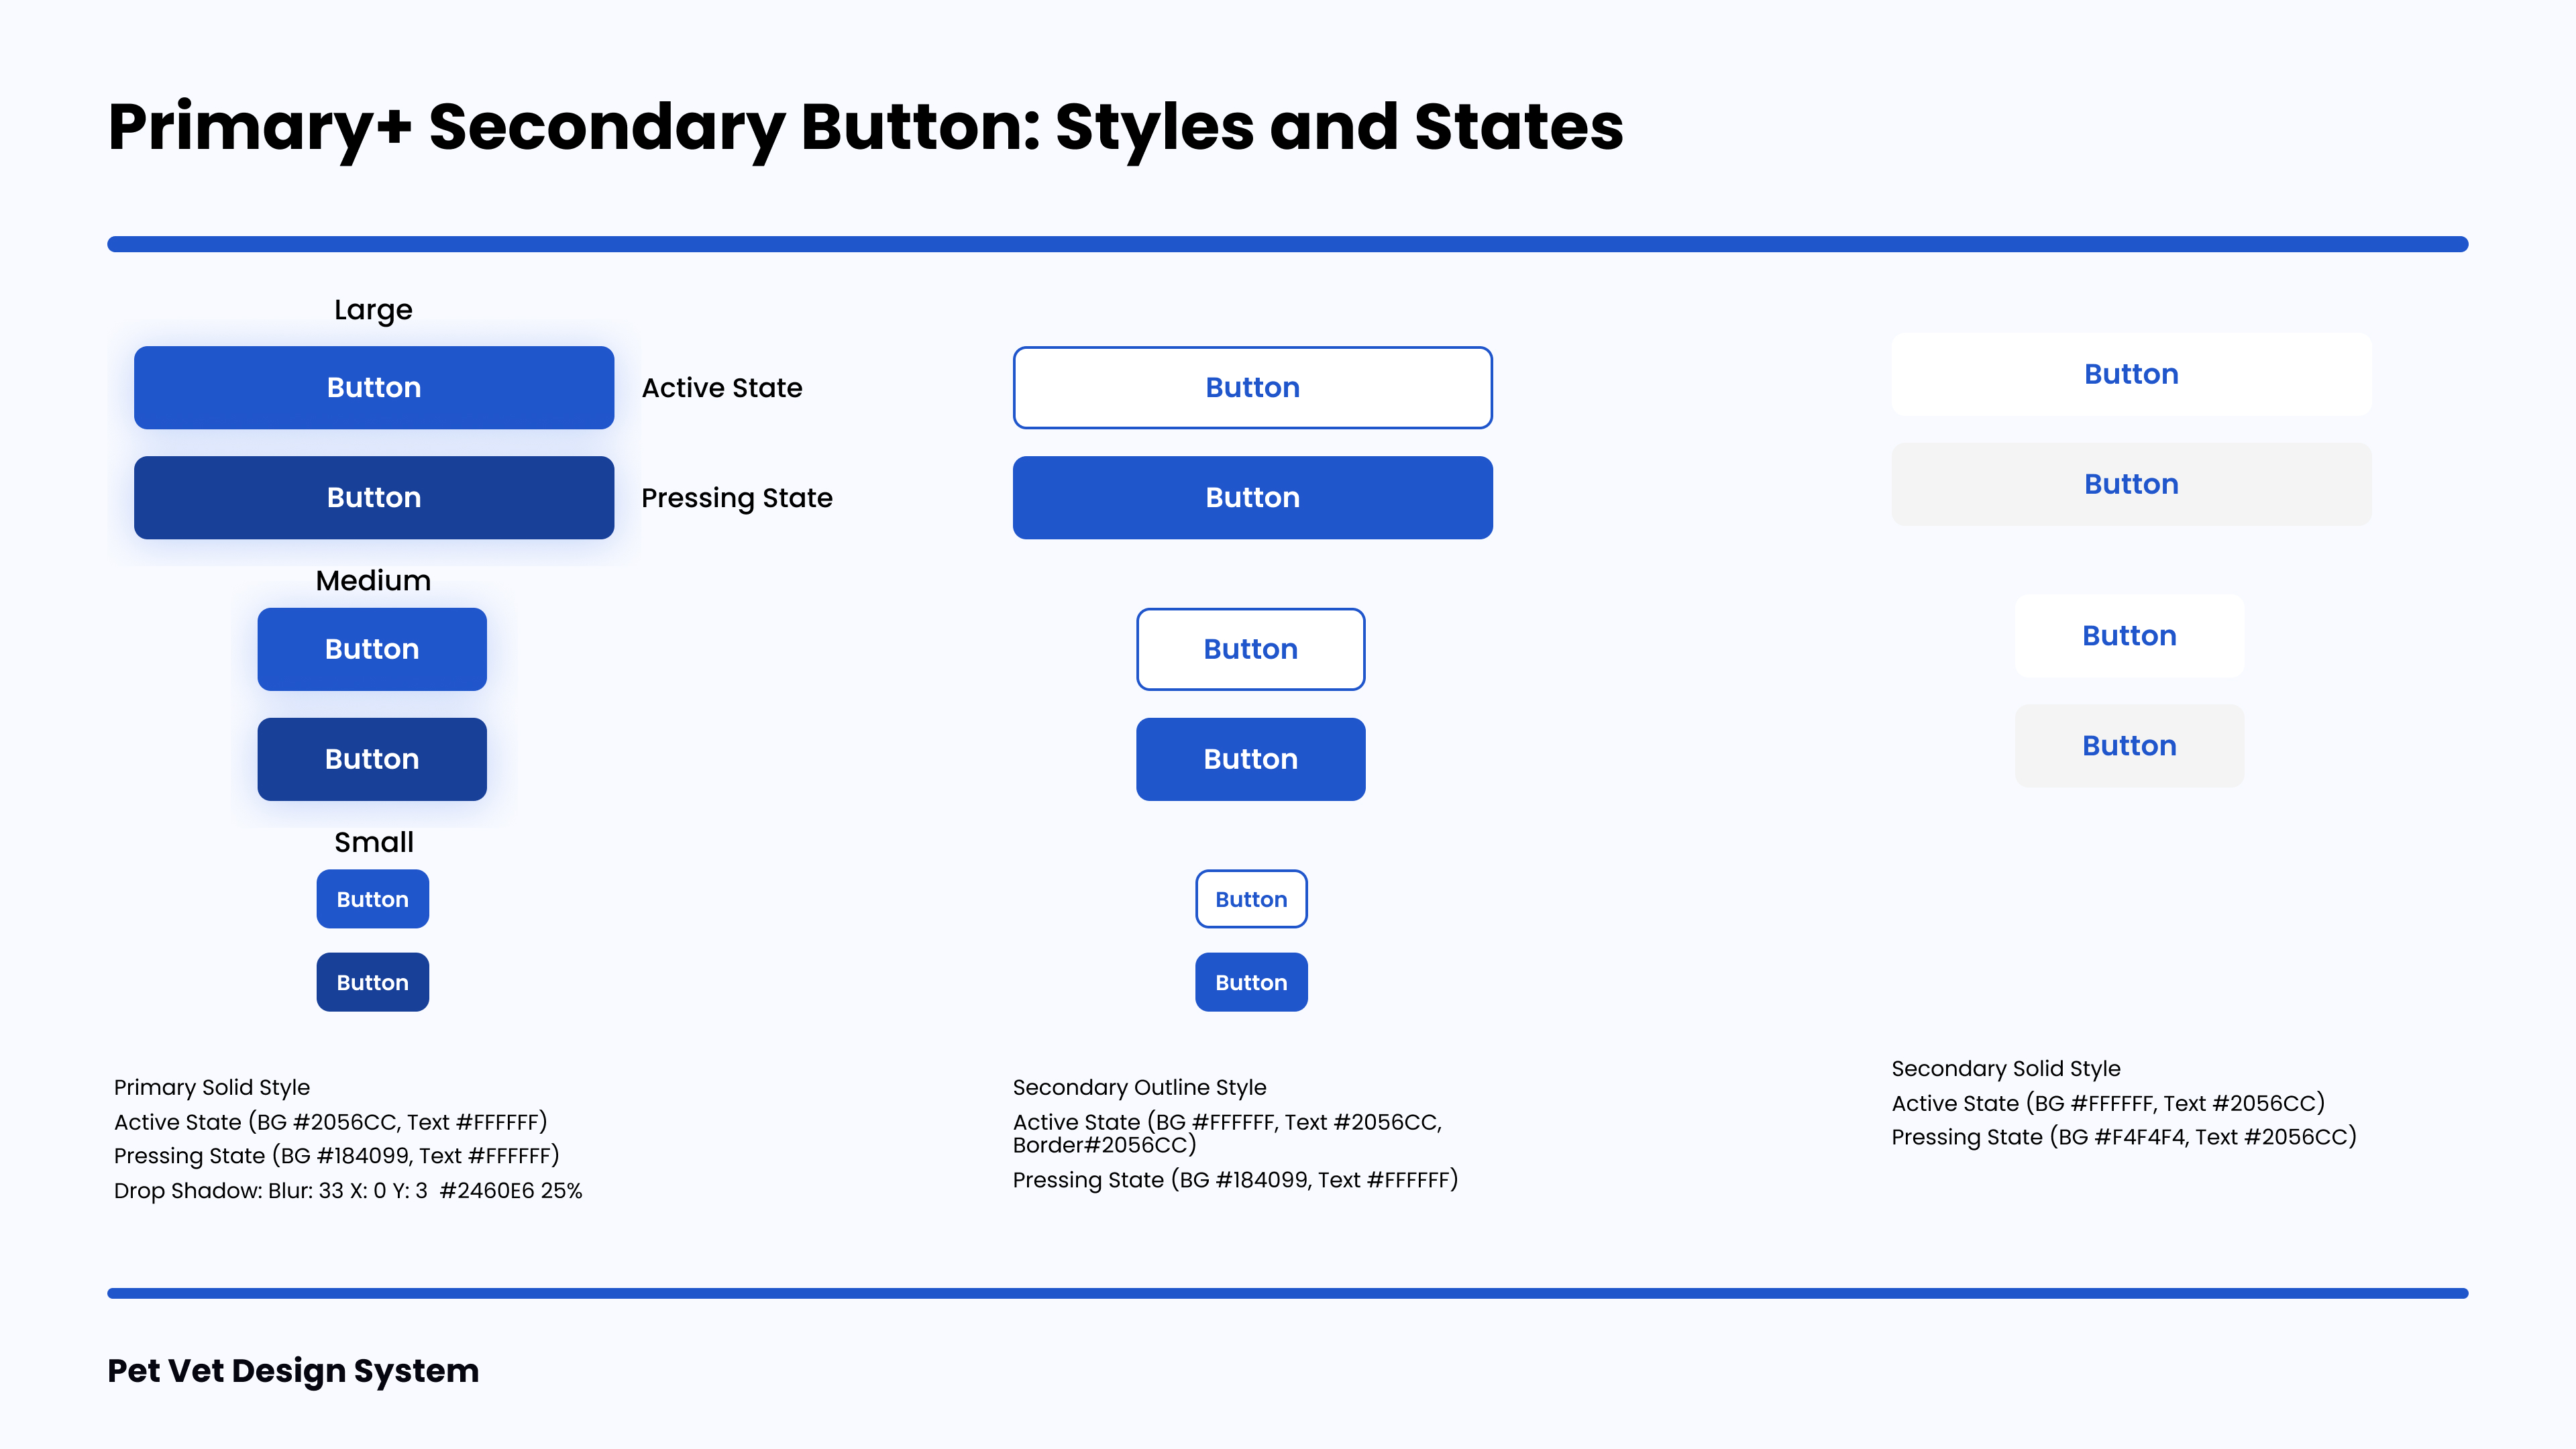 Primary+ Secondary Button: Styles and States
Large
Button
Active State
Button
Pressing State
Medium
Button
Button
Small
Button
Button
Primary Solid Style
Active State (BG #2056CC, Text #FFFFFF)
Pressing State (BG #184099, Text #FFFFFF)
Drop Shadow: Blur: 33 X: 0 Y: 3  #2460E6 25%
Button
Button
Button
Button
Button
Button
Secondary Outline Style
Active State (BG #FFFFFF, Text #2056CC,
Border#2056CC)
Pressing State (BG #184099, Text #FFFFFF)
Button
Button
Button
Button
Secondary Solid Style
Active State (BG #FFFFFF, Text #2056CC)
Pressing State (BG #F4F4F4, Text #2056CC)
Pet Vet Design System